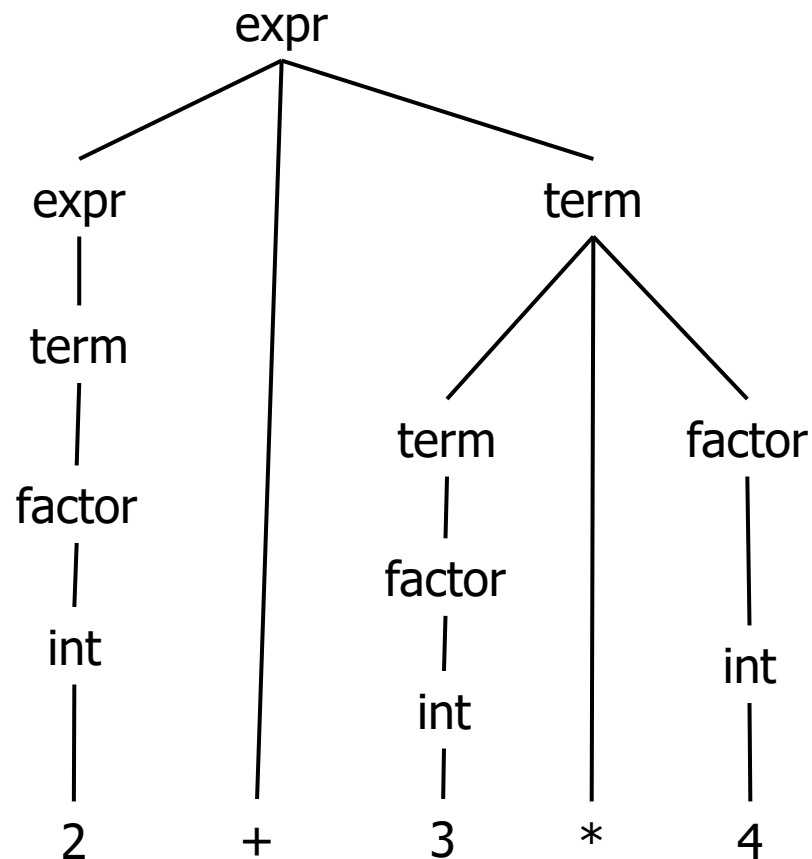 expr
expr term
term
term factor
factor
factor
int
int
int
2 + 3 * 4